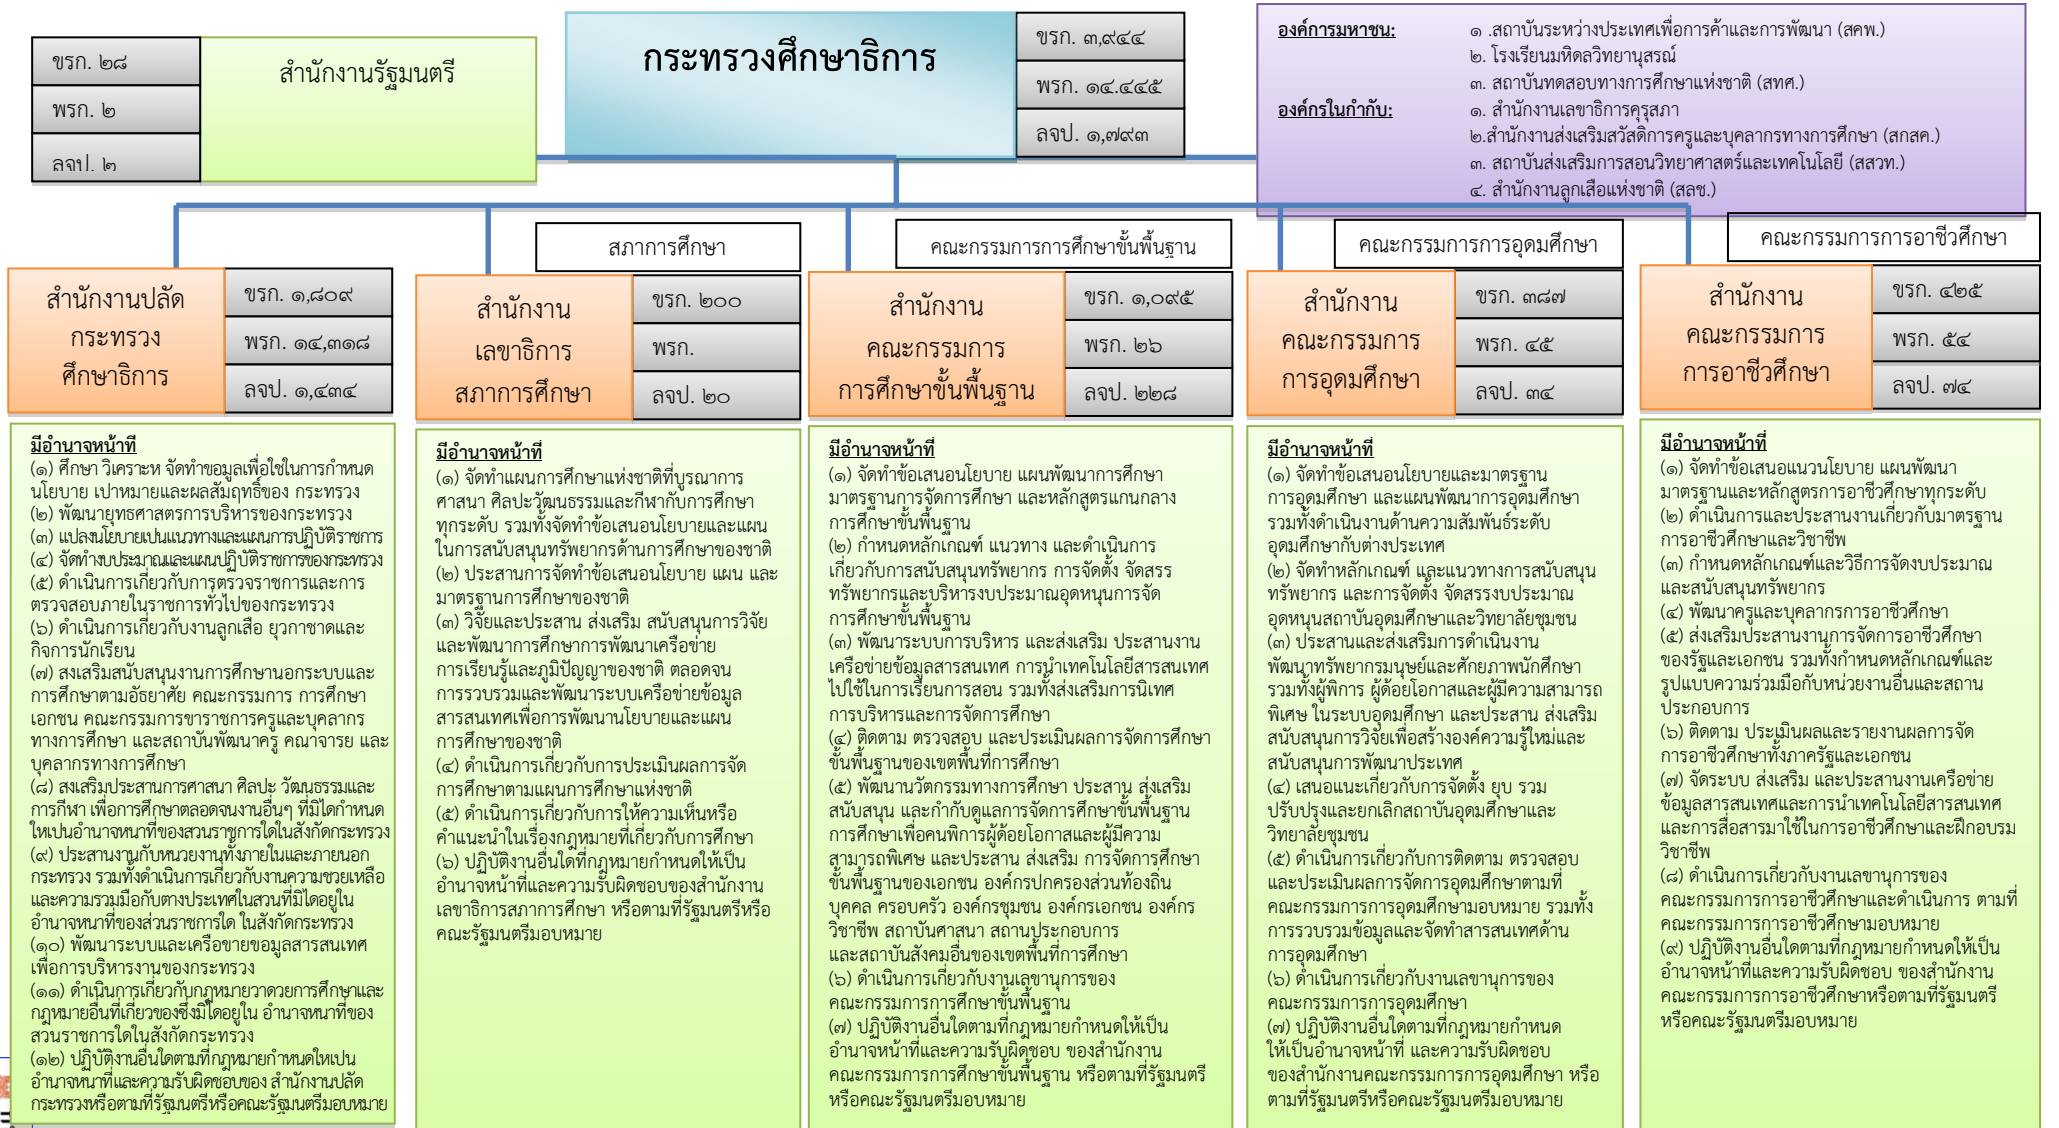 ขรก. ๒๘
พรก. ๒
ลจป. ๒
สำนักงานรัฐมนตรี
กระทรวงศึกษาธิการ
ขรก. ๓,๙๔๔
พรก. ๑๔.๔๔๕
ลจป. ๑,๗๙๓
องค์การมหาชน: ๑ .สถาบันระหว่างประเทศเพื่อการค้าและการพัฒนา (สคพ.)
๒. โรงเรียนมหิดลวิทยานุสรณ์
๓. สถาบันทดสอบทางการศึกษาแห่งชาติ (สทศ.)
องค์กรในกำกับ: ๑. สำนักงานเลขาธิการคุรุสภา
๒.สำนักงานส่งเสริมสวัสดิการครูและบุคลากรทางการศึกษา (สกสค.)
๓. สถาบันส่งเสริมการสอนวิทยาศาสตร์และเทคโนโลยี (สสวท.)
๔. สำนักงานลูกเสือแห่งชาติ (สลช.)
สำนักงานปลัด
กระทรวง
ศึกษาธิการ
ขรก. ๑,๘๐๙
พรก. ๑๔,๓๑๘
ลจป. ๑,๔๓๔
มีอำนาจหน้าที่
(๑) ศึกษา วิเคราะห จัดทำขอมูลเพื่อใชในการกำหนด
นโยบาย เปาหมายและผลสัมฤทธิ์ของ กระทรวง
(๒) พัฒนายุทธศาสตรการบริหารของกระทรวง
(๓) แปลงนโยบายเปนแนวทางและแผนการปฏิบัติราชการ
(๔) จัดทำงบประมาณและแผนปฏิบัติราชการของกระทรวง
(๕) ดำเนินการเกี่ยวกับการตรวจราชการและการ
ตรวจสอบภายในราชการทั่วไปของกระทรวง
(๖) ดำเนินการเกี่ยวกับงานลูกเสือ ยุวกาชาดและ
กิจการนักเรียน
(๗) สงเสริมสนับสนุนงานการศึกษานอกระบบและ
การศึกษาตามอัธยาศัย คณะกรรมการ การศึกษา
เอกชน คณะกรรมการขาราชการครูและบุคลากร
ทางการศึกษา และสถาบันพัฒนาครู คณาจารย และ
บุคลากรทางการศึกษา
(๘) สงเสริมประสานการศาสนา ศิลปะ วัฒนธรรมและ
การกีฬา เพื่อการศึกษาตลอดจนงานอื่นๆ ที่มิไดกำหนด
ใหเปนอำนาจหนาที่ของสวนราชการใดในสังกัดกระทรวง
(๙) ประสานงานกับหนวยงานทั้งภายในและภายนอก
กระทรวง รวมทั้งดำเนินการเกี่ยวกับงานความชวยเหลือ
และความรวมมือกับตางประเทศในสวนที่มิไดอยูใน
อำนาจหนาที่ของส่วนราชการใด ในสังกัดกระทรวง
(๑๐) พัฒนาระบบและเครือขายขอมูลสารสนเทศ
เพื่อการบริหารงานของกระทรวง
(๑๑) ดำเนินการเกี่ยวกับกฎหมายวาดวยการศึกษาและ
กฎหมายอื่นที่เกี่ยวของซึ่งมิไดอยูใน อำนาจหนาที่ของ
สวนราชการใดในสังกัดกระทรวง
(๑๒) ปฏิบัติงานอื่นใดตามที่กฎหมายกำหนดใหเปน
อำนาจหนาที่และความรับผิดชอบของ สำนักงานปลัด
กระทรวงหรือตามที่รัฐมนตรีหรือคณะรัฐมนตรีมอบหมาย
สภาการศึกษา
สำนักงาน
เลขาธิการ
สภาการศึกษา
ขรก. ๒๐๐
พรก.
ลจป. ๒๐
มีอำนาจหน้าที่
(๑) จัดทำแผนการศึกษาแห่งชาติที่บูรณาการ
ศาสนา ศิลปะวัฒนธรรมและกีฬากับการศึกษา
ทุกระดับ รวมทั้งจัดทำข้อเสนอนโยบายและแผน
ในการสนับสนุนทรัพยากรด้านการศึกษาของชาติ
(๒) ประสานการจัดทำข้อเสนอนโยบาย แผน และ
มาตรฐานการศึกษาของชาติ
(๓) วิจัยและประสาน ส่งเสริม สนับสนุนการวิจัย
และพัฒนาการศึกษาการพัฒนาเครือข่าย
การเรียนรู้และภูมิปัญญาของชาติ ตลอดจน
การรวบรวมและพัฒนาระบบเครือข่ายข้อมูล
สารสนเทศเพื่อการพัฒนานโยบายและแผน
การศึกษาของชาติ
(๔) ดำเนินการเกี่ยวกับการประเมินผลการจัด
การศึกษาตามแผนการศึกษาแห่งชาติ
(๕) ดำเนินการเกี่ยวกับการให้ความเห็นหรือ
คำแนะนำในเรื่องกฎหมายที่เกี่ยวกับการศึกษา
(๖) ปฏิบัติงานอื่นใดที่กฎหมายกำหนดให้เป็น
อำนาจหน้าที่และความรับผิดชอบของสำนักงาน
เลขาธิการสภาการศึกษา หรือตามที่รัฐมนตรีหรือ
คณะรัฐมนตรีมอบหมาย
คณะกรรมการการศึกษาขั้นพื้นฐาน
สำนักงาน
คณะกรรมการ
การศึกษาขั้นพื้นฐาน
ขรก. ๑,๐๙๕
พรก. ๒๖
ลจป. ๒๒๘
มีอำนาจหน้าที่
(๑) จัดทำข้อเสนอนโยบาย แผนพัฒนาการศึกษา
มาตรฐานการจัดการศึกษา และหลักสูตรแกนกลาง
การศึกษาขั้นพื้นฐาน
(๒) กำหนดหลักเกณฑ์ แนวทาง และดำเนินการ
เกี่ยวกับการสนับสนุนทรัพยากร การจัดตั้ง จัดสรร
ทรัพยากรและบริหารงบประมาณอุดหนุนการจัด
การศึกษาขั้นพื้นฐาน
(๓) พัฒนาระบบการบริหาร และส่งเสริม ประสานงาน
เครือข่ายข้อมูลสารสนเทศ การนำเทคโนโลยีสารสนเทศ
ไปใช้ในการเรียนการสอน รวมทั้งส่งเสริมการนิเทศ
การบริหารและการจัดการศึกษา
(๔) ติดตาม ตรวจสอบ และประเมินผลการจัดการศึกษา
ขั้นพื้นฐานของเขตพื้นที่การศึกษา
(๕) พัฒนานวัตกรรมทางการศึกษา ประสาน ส่งเสริม
สนับสนุน และกำกับดูแลการจัดการศึกษาขั้นพื้นฐาน
การศึกษาเพื่อคนพิการผู้ด้อยโอกาสและผู้มีความ
สามารถพิเศษ และประสาน ส่งเสริม การจัดการศึกษา
ขั้นพื้นฐานของเอกชน องค์กรปกครองส่วนท้องถิ่น
บุคคล ครอบครัว องค์กรชุมชน องค์กรเอกชน องค์กร
วิชาชีพ สถาบันศาสนา สถานประกอบการ
และสถาบันสังคมอื่นของเขตพื้นที่การศึกษา
(๖) ดำเนินการเกี่ยวกับงานเลขานุการของ
คณะกรรมการการศึกษาขั้นพื้นฐาน
(๗) ปฏิบัติงานอื่นใดตามที่กฎหมายกำหนดให้เป็น
อำนาจหน้าที่และความรับผิดชอบ ของสำนักงาน
คณะกรรมการการศึกษาขั้นพื้นฐาน หรือตามที่รัฐมนตรี
หรือคณะรัฐมนตรีมอบหมาย
คณะกรรมการการอุดมศึกษา
สำนักงาน
คณะกรรมการ
การอุดมศึกษา
ขรก. ๓๘๗
พรก. ๔๕
ลจป. ๓๔
มีอำนาจหน้าที่
(๑) จัดทำข้อเสนอนโยบายและมาตรฐาน
การอุดมศึกษา และแผนพัฒนาการอุดมศึกษา
รวมทั้งดำเนินงานด้านความสัมพันธ์ระดับ
อุดมศึกษากับต่างประเทศ
(๒) จัดทำหลักเกณฑ์ และแนวทางการสนับสนุน
ทรัพยากร และการจัดตั้ง จัดสรรงบประมาณ
อุดหนุนสถาบันอุดมศึกษาและวิทยาลัยชุมชน
(๓) ประสานและส่งเสริมการดำเนินงาน
พัฒนาทรัพยากรมนุษย์และศักยภาพนักศึกษา
รวมทั้งผู้พิการ ผู้ด้อยโอกาสและผู้มีความสามารถ
พิเศษ ในระบบอุดมศึกษา และประสาน ส่งเสริม
สนับสนุนการวิจัยเพื่อสร้างองค์ความรู้ใหม่และ
สนับสนุนการพัฒนาประเทศ
(๔) เสนอแนะเกี่ยวกับการจัดตั้ง ยุบ รวม
ปรับปรุงและยกเลิกสถาบันอุดมศึกษาและ
วิทยาลัยชุมชน
(๕) ดำเนินการเกี่ยวกับการติดตาม ตรวจสอบ
และประเมินผลการจัดการอุดมศึกษาตามที่
คณะกรรมการการอุดมศึกษามอบหมาย รวมทั้ง
การรวบรวมข้อมูลและจัดทำสารสนเทศด้าน
การอุดมศึกษา
(๖) ดำเนินการเกี่ยวกับงานเลขานุการของ
คณะกรรมการการอุดมศึกษา
(๗) ปฏิบัติงานอื่นใดตามที่กฎหมายกำหนด
ให้เป็นอำนาจหน้าที่ และความรับผิดชอบ
ของสำนักงานคณะกรรมการการอุดมศึกษา หรือ
ตามที่รัฐมนตรีหรือคณะรัฐมนตรีมอบหมาย
คณะกรรมการการอาชีวศึกษา
สำนักงาน
คณะกรรมการ
การอาชีวศึกษา
ขรก. ๔๒๕
พรก. ๕๔
ลจป. ๗๔
มีอำนาจหน้าที่
(๑) จัดทำข้อเสนอแนวนโยบาย แผนพัฒนา
มาตรฐานและหลักสูตรการอาชีวศึกษาทุกระดับ
(๒) ดำเนินการและประสานงานเกี่ยวกับมาตรฐาน
การอาชีวศึกษาและวิชาชีพ
(๓) กำหนดหลักเกณฑ์และวิธีการจัดงบประมาณ
และสนับสนุนทรัพยากร
(๔) พัฒนาครูและบุคลากรการอาชีวศึกษา
(๕) ส่งเสริมประสานงานการจัดการอาชีวศึกษา
ของรัฐและเอกชน รวมทั้งกำหนดหลักเกณฑ์และ
รูปแบบความร่วมมือกับหน่วยงานอื่นและสถาน
ประกอบการ
(๖) ติดตาม ประเมินผลและรายงานผลการจัด
การอาชีวศึกษาทั้งภาครัฐและเอกชน
(๗) จัดระบบ ส่งเสริม และประสานงานเครือข่าย
ข้อมูลสารสนเทศและการนำเทคโนโลยีสารสนเทศ
และการสื่อสารมาใช้ในการอาชีวศึกษาและฝึกอบรม
วิชาชีพ
(๘) ดำเนินการเกี่ยวกับงานเลขานุการของ
คณะกรรมการการอาชีวศึกษาและดำเนินการ ตามที่
คณะกรรมการการอาชีวศึกษามอบหมาย
(๙) ปฏิบัติงานอื่นใดตามที่กฎหมายกำหนดให้เป็น
อำนาจหน้าที่และความรับผิดชอบ ของสำนักงาน
คณะกรรมการการอาชีวศึกษาหรือตามที่รัฐมนตรี
หรือคณะรัฐมนตรีมอบหมาย